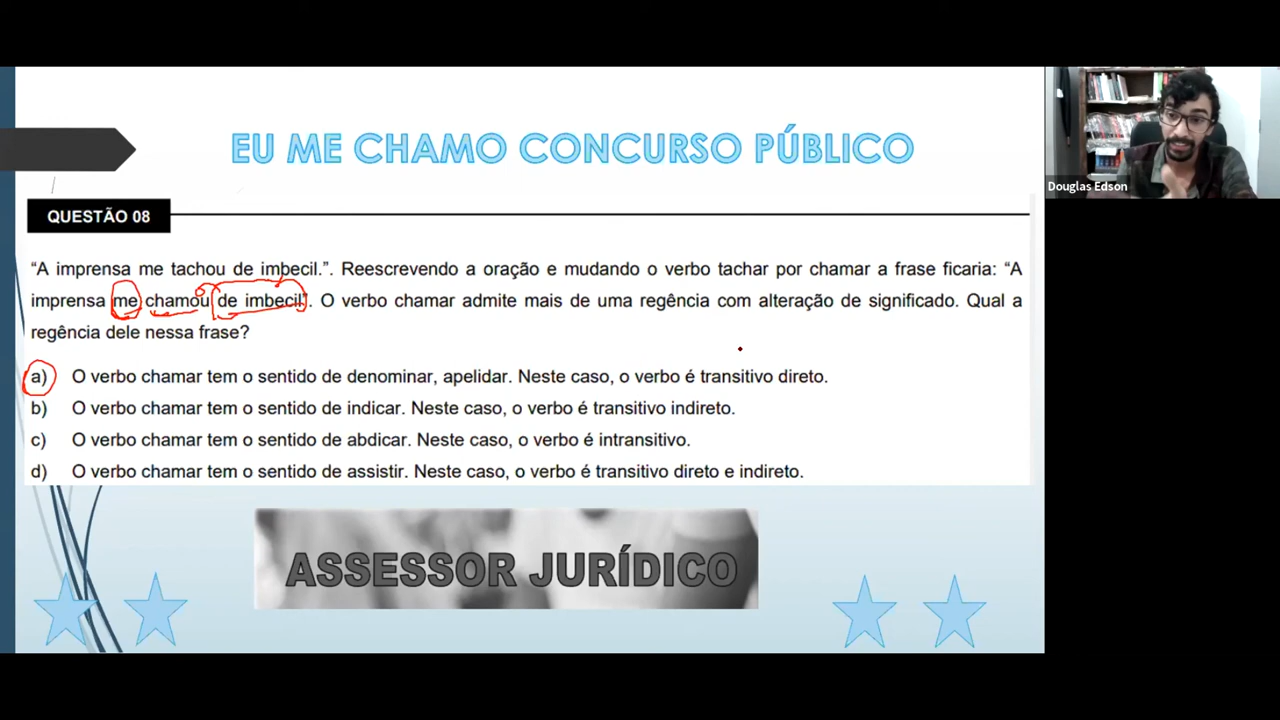 EU ME CHAMO CONCURSO PÚBLICO
Douglas Edson
QUESTÃO 08
“A imprensa me tachou de imbecil.”. Reescrevendo a oração e mudando o verbo tachar por chamar a frase ficaria: “A
imprensa me chamou de imbecil”. O verbo chamar admite mais de uma regência com alteração de significado. Qual a
regência dele nessa frase?
a) O verbo chamar tem o sentido de denominar, apelidar. Neste caso, o verbo é transitivo direto.
b) O verbo chamar tem o sentido de indicar. Neste caso, o verbo é transitivo indireto.
c) O verbo chamar tem o sentido de abdicar. Neste caso, o verbo é intransitivo.
d) O verbo chamar tem o sentido de assistir. Neste caso, o verbo é transitivo direto e indireto.
ASSESSOR JURÍDICO